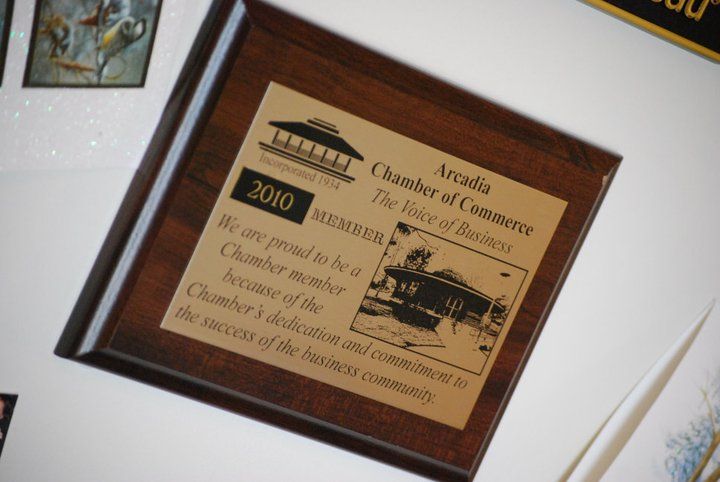 Arcadia
Chamber of Commerce
The Voice of Business
Incorporated 1934
2010 MEMBER
We are proud to be a
Chamber member
because of the
Chamber's dedication and commitment to
the success of the business community.